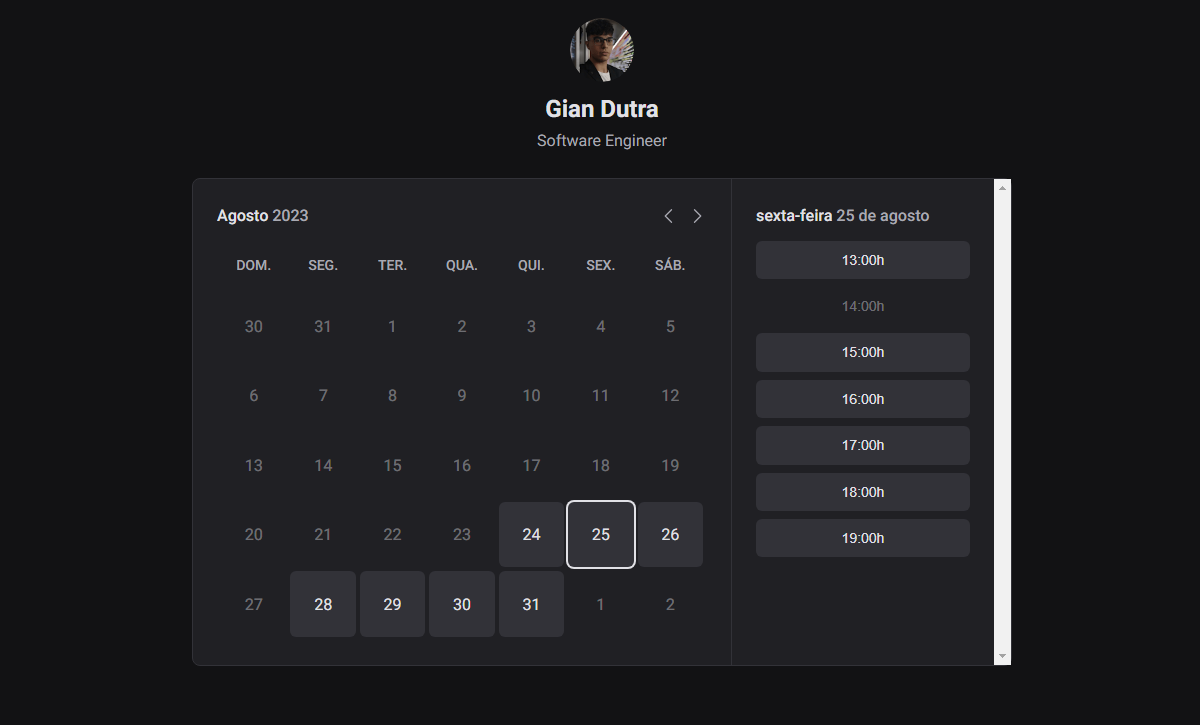 Gian Dutra
Software Engineer
Agosto 2023
DOM. SEG. TER. QUA. QUI. SEX. SÁB.
30 31 1 2 3 4 5
6 7 8 9 10 11 12
13 14 15 16 17 18 19
20 21 22 23 24 25 26
27 28 29 30 31 1 2
sexta-feira 25 de agosto
13:00h
14:00h
15:00h
16:00h
17:00h
18:00h
19:00h